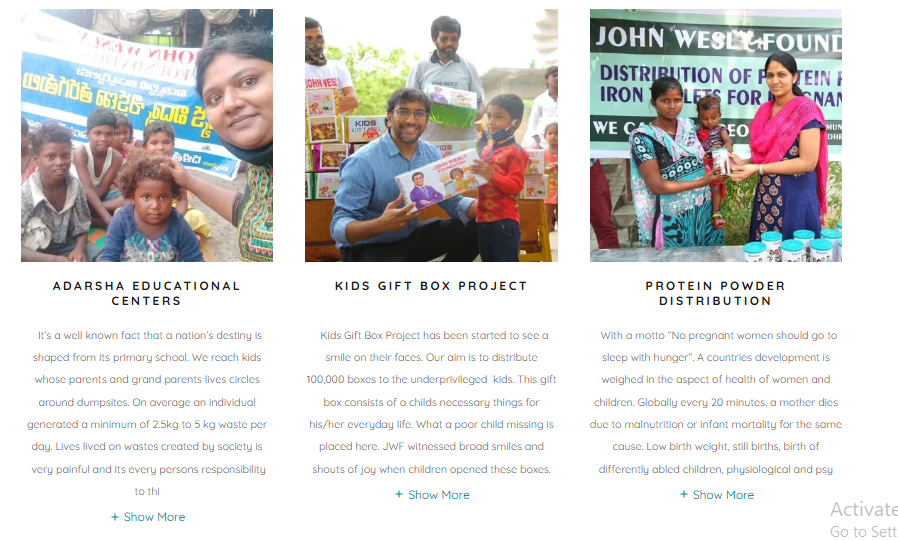 JOHN WESLY
FOUNDATION
JOHN WESLY
KIDS
JOHN WESLY
FOUNDATION
JOHN WESLY FOUND
DISTRIBUTION OF PROTEIN P
WE CA
ADARSHA EDUCATIONAL
CENTERS
It's a well known fact that a nation's destiny is
shaped from its primary school. We reach kids
whose parents and grand parents lives circles
around dumpsites. On average an individual
generated a minimum of 2.5kg to 5 kg waste per
day. Lives lived on wastes created by society is
very painful and its every persons responsibility
to thi
+ Show More
KIDS GIFT BOX PROJECT
Kids Gift Box Project has been started to see a
smile on their faces. Our aim is to distribute
100,000 boxes to the underprivileged kids. This gift
box consists of a childs necessary things for
his/her everyday life. What a poor child missing is
placed here. JWF witnessed broad smiles and
shouts of joy when children opened these boxes.
+ Show More
PROTEIN POWDER
DISTRIBUTION
With a motto “No pregnant women should go to
sleep with hunger”. A countries development is
weighed in the aspect of health of women and
children. Globally every 20 minutes, a mother dies
due to malnutrition or infant mortality for the same
cause. Low birth weight, still births, birth of
differently abled children, physiological and psy
+ Show More
Activate
Go to Sett